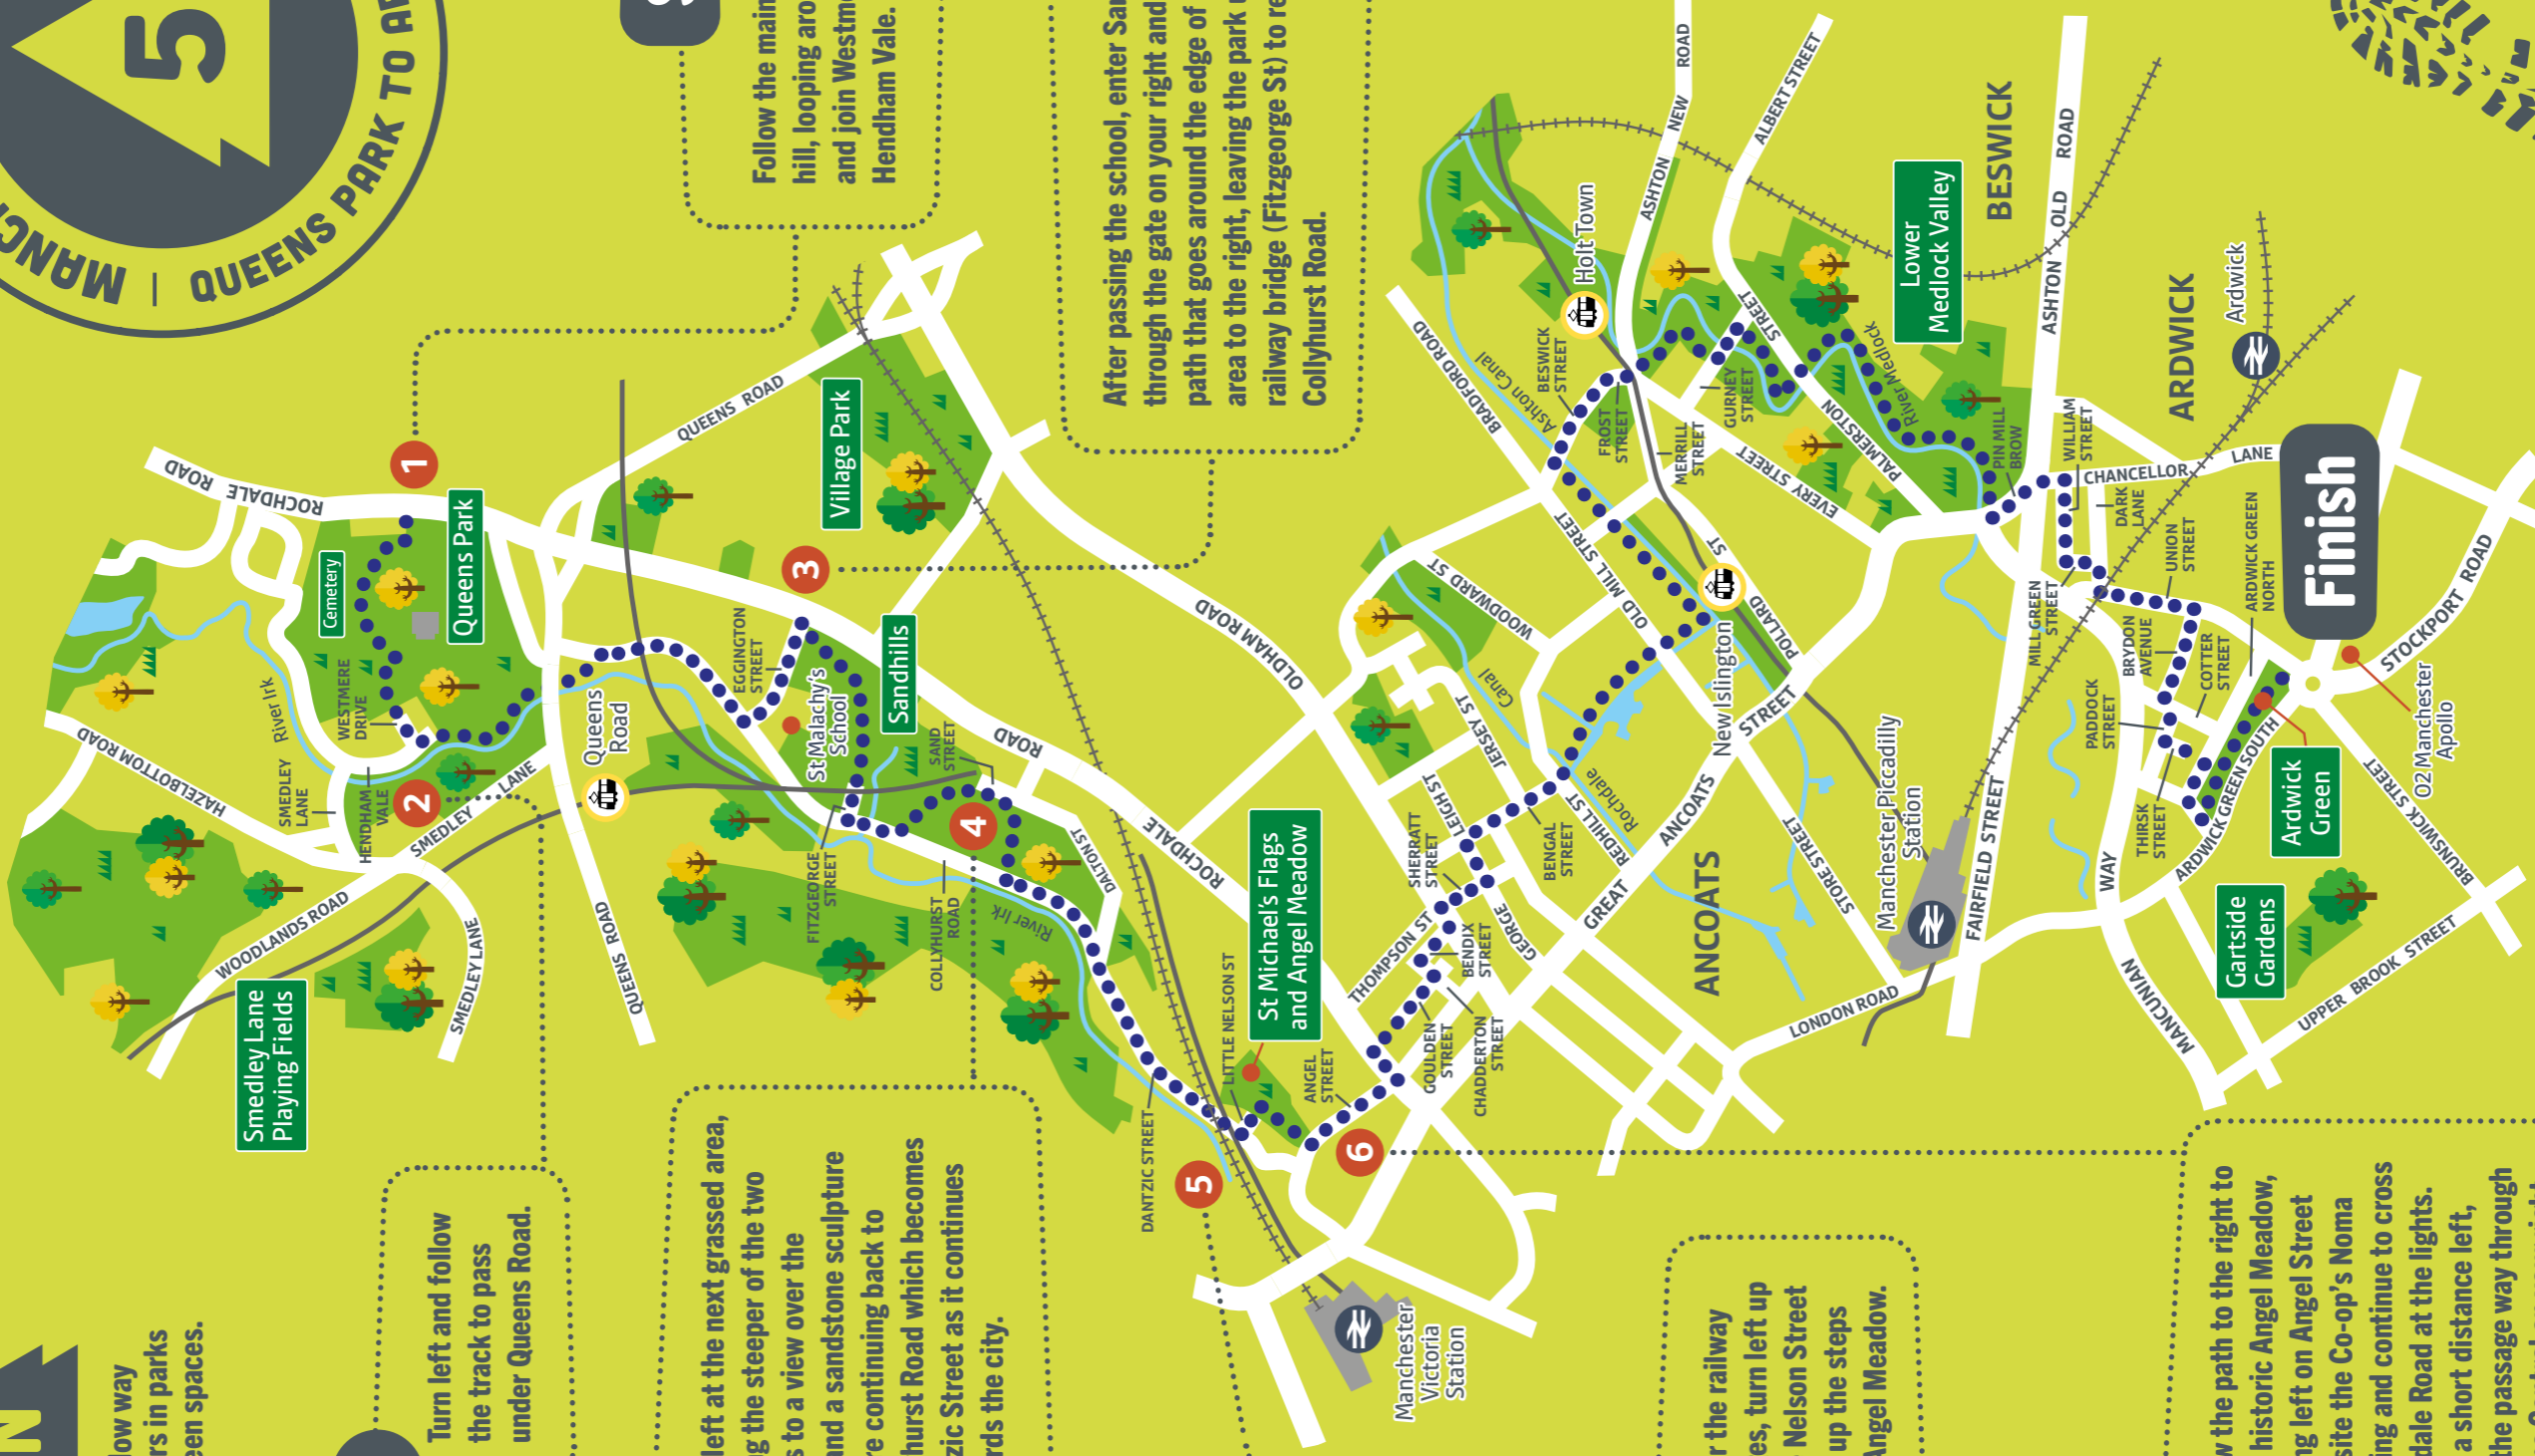 5
MANC
| QUEENS PARK TO A
Follow the main
hill, looping aro
and join Westm
Hendham Vale.
After passing the school, enter Sa
through the gate on your right and
path that goes around the edge of
area to the right, leaving the park
railway bridge (Fitzgeorge St) to re
Collyhurst Road.
N
low way
rs in parks
een spaces.
Turn left and follow
the track to pass
under Queens Road.
left at the next grassed area,
g the steeper of the two
s to a view over the
and a sandstone sculpture
re continuing back to
hurst Road which becomes
zic Street as it continues
rds the city.
r the railway
es, turn left up
Nelson Street
up the steps
Angel Meadow.
w the path to the right to
historic Angel Meadow,
ng left on Angel Street
site the Co-op's Noma
ing and continue to cross
dale Road at the lights.
a short distance left,
the passage way through
1
2
3
4
5
6
Smedley Lane
Playing Fields
Cemetery
Queens Park
Village Park
Sandhills
St Michael's Flags
and Angel Meadow
Lower
Medlock Valley
Ardwick
Green
Gartside
Gardens
Finish
ROCHDALE ROAD
HAZELBOTTOM ROAD
River Irk
WESTMERE
DRIVE
SMEDLEY
LANE
HENDHAM
VALE
SMEDLEY LANE
WOODLANDS ROAD
SMEDLEY LANE
QUEENS ROAD
QUEENS ROAD
Queens
Road
EGGINGTON
STREET
St Malachy's
School
SAND
STREET
FITZGEORGE
STREET
COLLYHURST
ROAD
River Irk
DALTON ST
ROCHDALE
ROAD
OLDHAM ROAD
DANTZIC STREET
LITTLE NELSON ST
ANGEL
STREET
THOMPSON ST
GOULDEN
STREET
CHADDERTON
STREET
BENDIX
STREET
GEORGE
LEIGH ST
SHERRATT
STREET
JERSEY ST
BENGAL
STREET
REDHILL ST
Rochdale
Canal
WOODWARD ST
OLD MILL STREET
BRADFORD ROAD
Ashton Canal
BESWICK
STREET
FROST
STREET
MERRILL
STREET
GURNEY
STREET
Holt Town
ASHTON NEW ROAD
ALBERT STREET
EVERY STREET
PALMERSTON
STREET
River Medlock
PIN MILL
BROW
BESWICK
ASHTON OLD ROAD
New Islington
POLLARD ST
GREAT ANCOATS STREET
ANCOATS
STORE STREET
Manchester Piccadilly
Station
FAIRFIELD STREET
LONDON ROAD
Manchester
Victoria
Station
MANCUNIAN WAY
UPPER BROOK STREET
BRUNSWICK STREET
O2 Manchester
Apollo
STOCKPORT ROAD
ARDWICK GREEN SOUTH
ARDWICK GREEN
NORTH
THIRSK
STREET
PADDOCK
STREET
COTTER
STREET
BRYDON
AVENUE
UNION
STREET
MILL GREEN
STREET
DARK
LANE
WILLIAM
STREET
CHANCELLOR LANE
ARDWICK
Ardwick